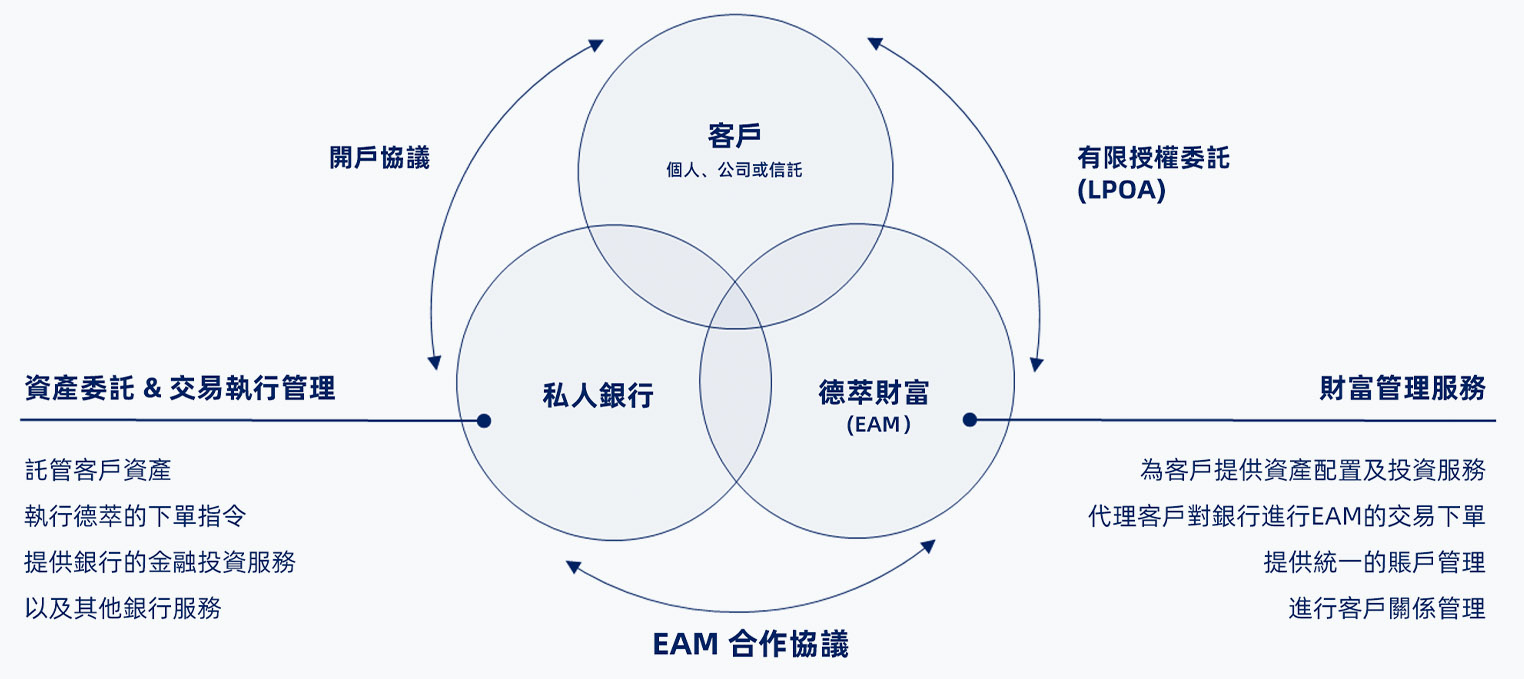 客戶
個人、公司或信託
開戶協議
有限授權委託
(LPOA)
資產委託 & 交易執行管理
私人銀行
德萃財富
(EAM)
財富管理服務
託管客戶資產
執行德萃的下單指令
提供銀行的金融投資服務
以及其他銀行服務
為客戶提供資產配置及投資服務
代理客戶對銀行進行EAM的交易下單
提供統一的賬戶管理
進行客戶關係管理
EAM 合作協議